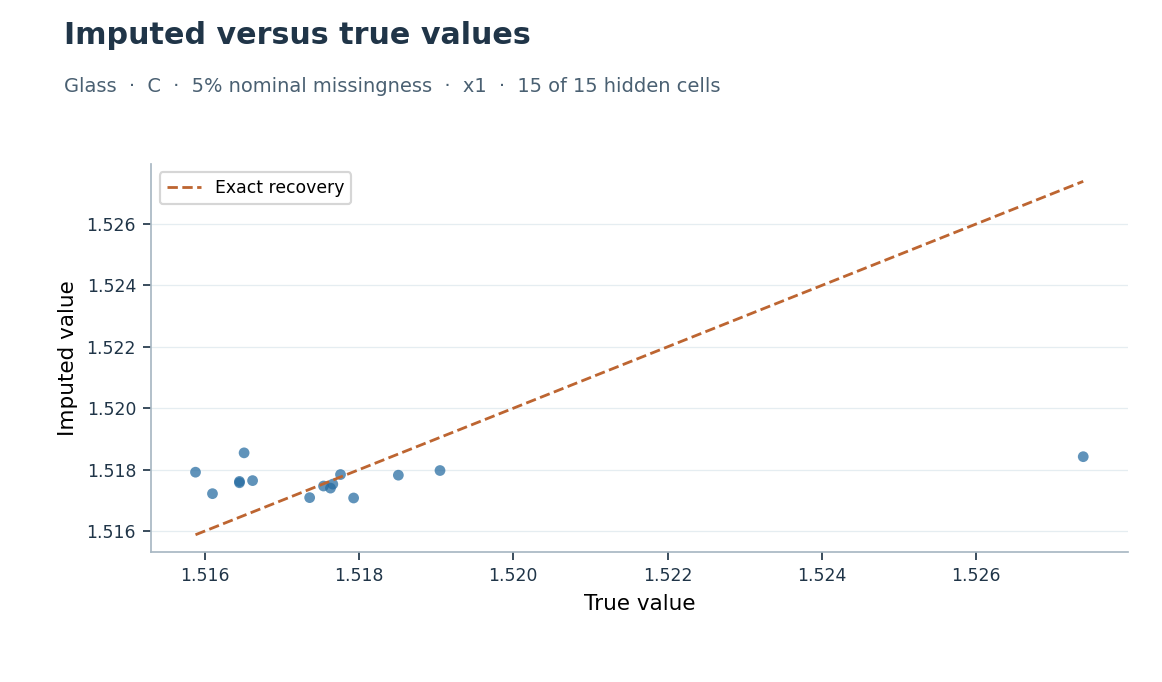 Imputed versus true values
Glass · C · 5% nominal missingness · x1 · 15 of 15 hidden cells
Exact recovery
1.526
1.524
1.522
1.520
1.518
1.516
Imputed value
1.516 1.518 1.520 1.522 1.524 1.526
True value